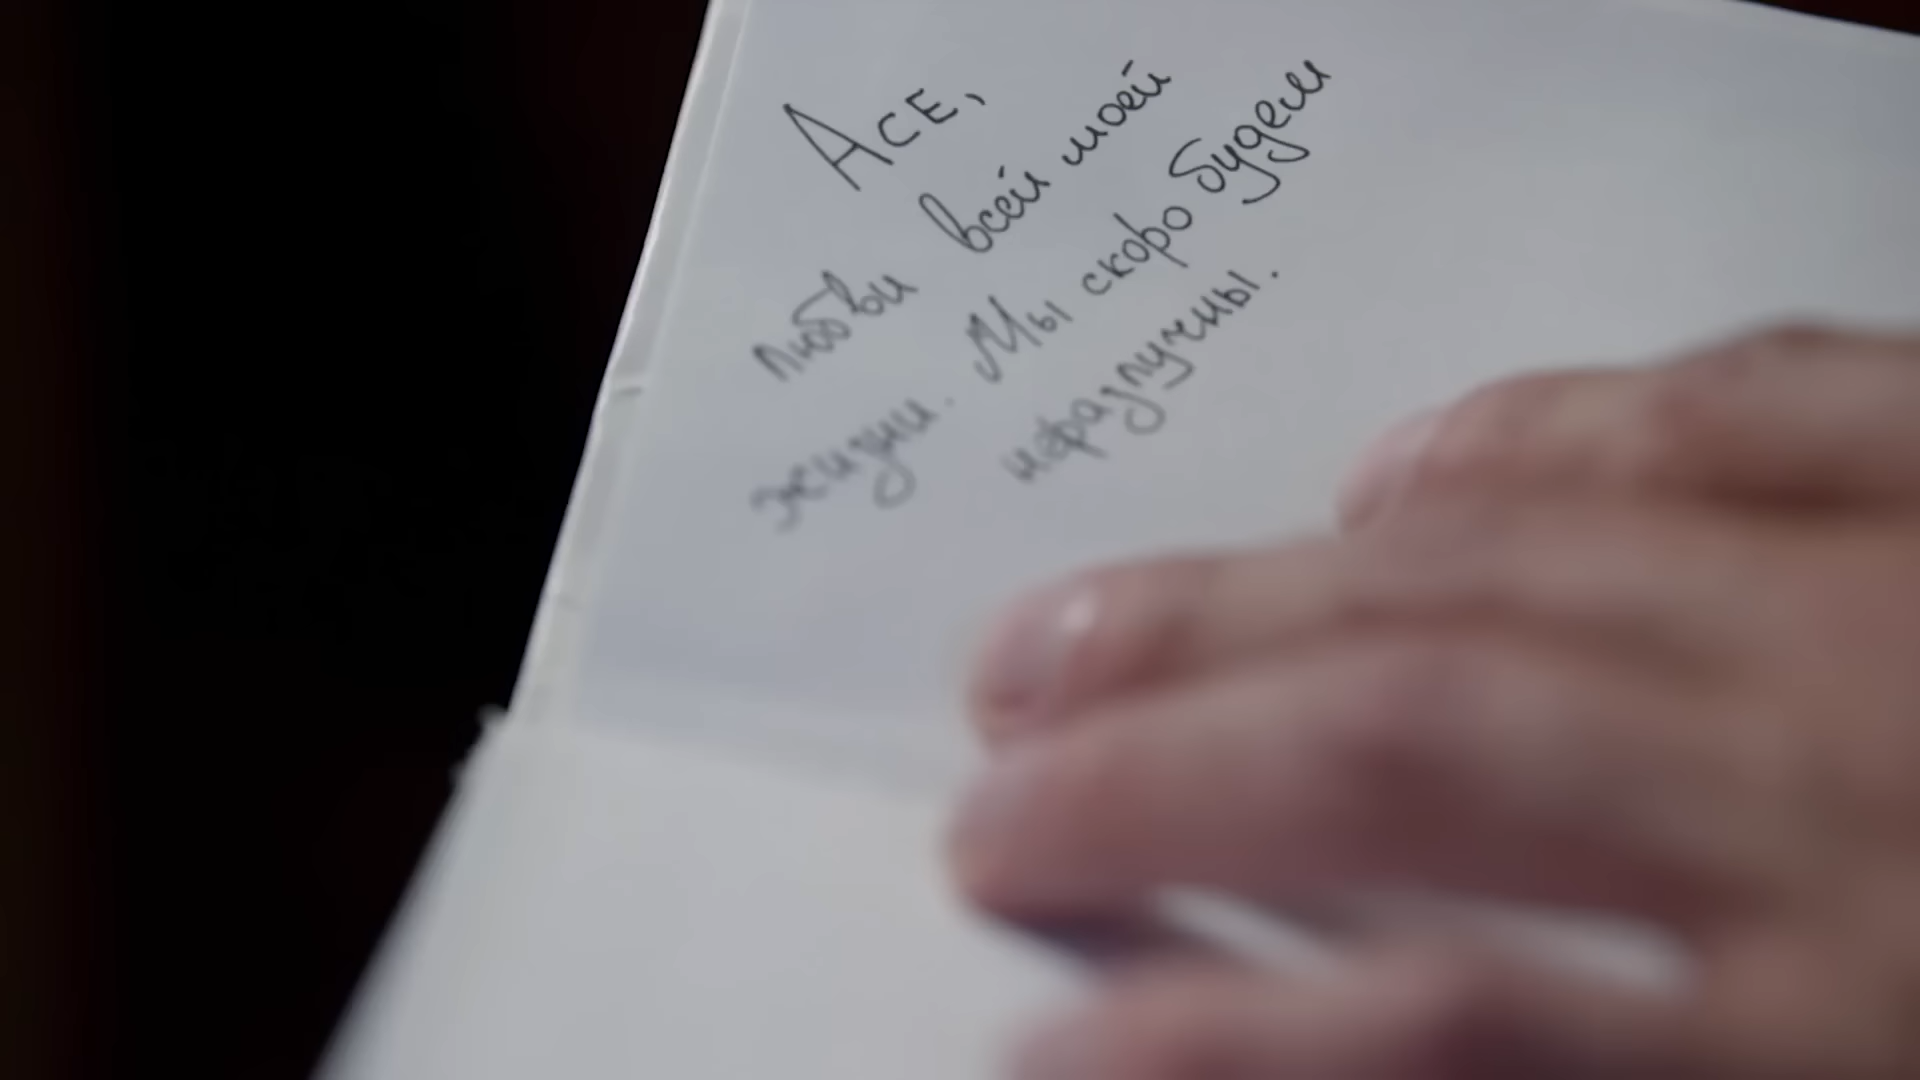 Асе,
любви всей моей
жизни. Мы скоро будем
неразлучны.